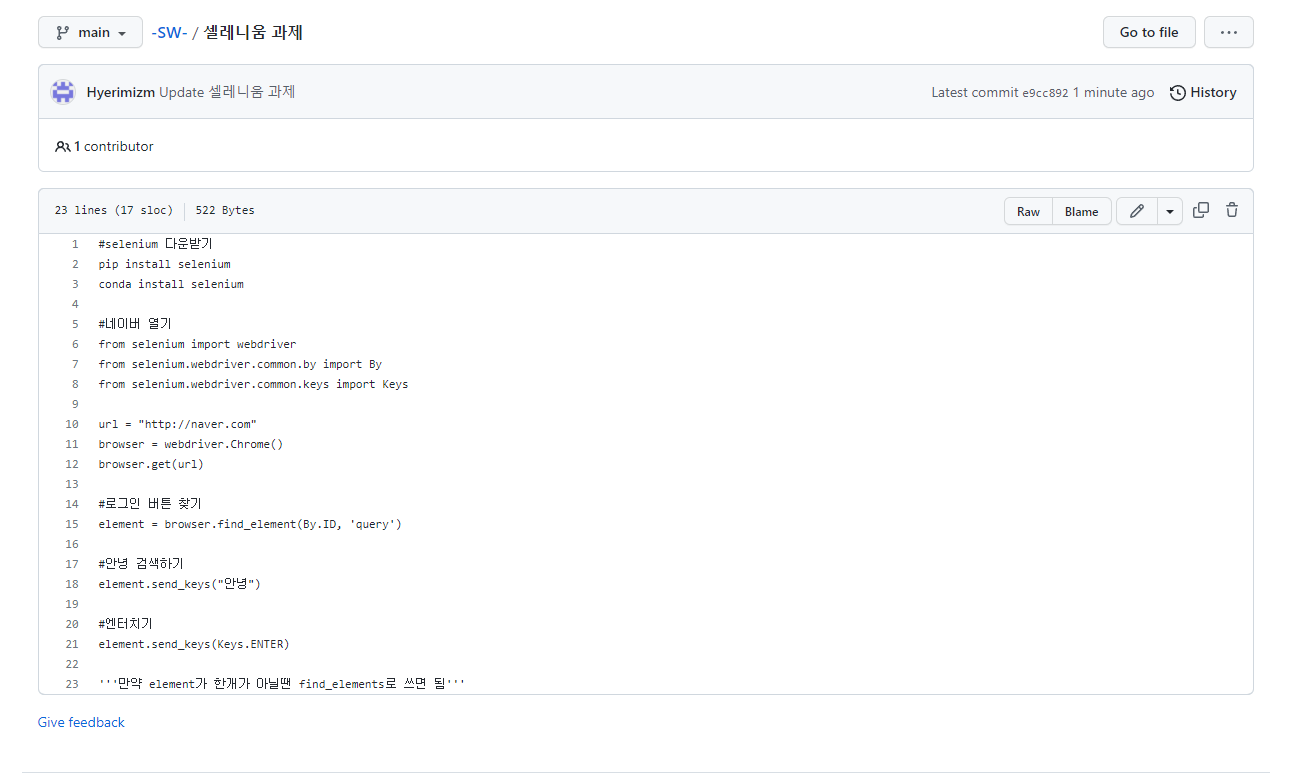 main
-SW- / 셀레니움 과제
Go to file
...
Hyerimizm Update 셀레니움 과제
Latest commit e9cc892 1 minute ago
History
1 contributor
23 lines (17 sloc) 522 Bytes
Raw
Blame
1 #selenium 다운받기
2 pip install selenium
3 conda install selenium
4
5 #네이버 열기
6 from selenium import webdriver
7 from selenium.webdriver.common.by import By
8 from selenium.webdriver.common.keys import Keys
9
10 url = "http://naver.com"
11 browser = webdriver.Chrome()
12 browser.get(url)
13
14 #로그인 버튼 찾기
15 element = browser.find_element(By.ID, 'query')
16
17 #안녕 검색하기
18 element.send_keys("안녕")
19
20 #엔터치기
21 element.send_keys(Keys.ENTER)
22
23 '''만약 element가 한개가 아닐땐 find_elements로 쓰면 됨'''
Give feedback